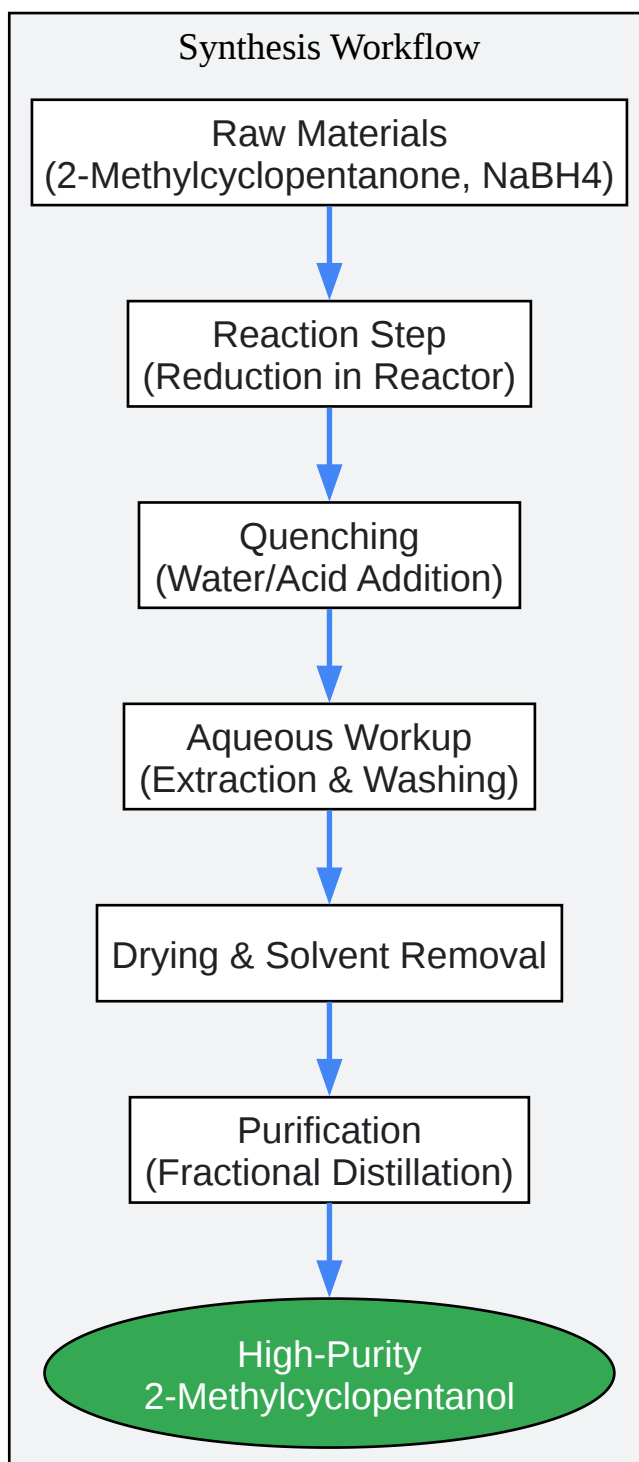 Synthesis Workflow
Raw Materials
(2-Methylcyclopentanone, NaBH4)
Reaction Step
(Reduction in Reactor)
Quenching
(Water/Acid Addition)
Aqueous Workup
(Extraction & Washing)
Drying & Solvent Removal
Purification
(Fractional Distillation)
High-Purity
2-Methylcyclopentanol